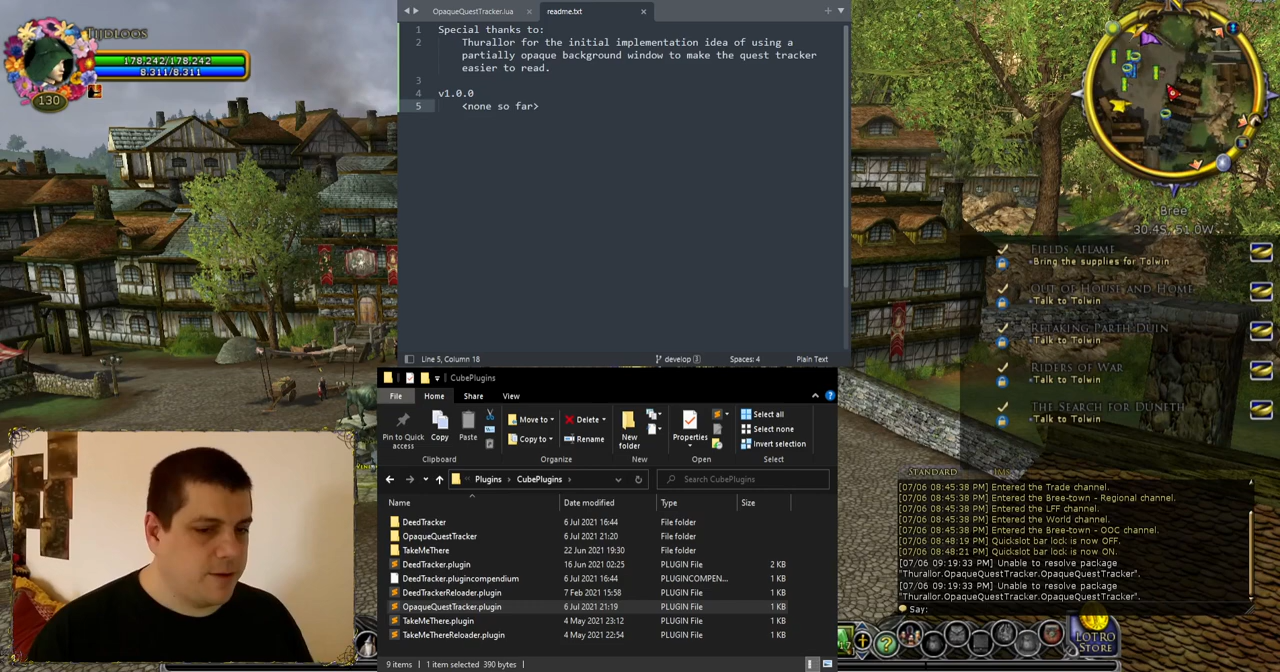 TIJDLOOS
178,242/178,242
8,311/8,311
130
OpaqueQuestTracker.lua
readme.txt
1 Special thanks to:
2 Thurallor for the initial implementation idea of using a
partially opaque background window to make the quest tracker
easier to read.
3
4 v1.0.0
5 <none so far>
Line 5, Column 18
develop 3
Spaces: 4
Plain Text
CubePlugins
File Home Share View
Pin to Quick access
Copy
Paste
Move to
Copy to
Delete
Rename
New folder
Properties
Select all
Select none
Invert selection
Clipboard Organize New Open Select
Plugins > CubePlugins >
Search CubePlugins
Name Date modified Type Size
DeedTracker 6 Jul 2021 16:44 File folder
OpaqueQuestTracker 6 Jul 2021 21:20 File folder
TakeMeThere 22 Jun 2021 19:30 File folder
DeedTracker.plugin 16 Jun 2021 02:25 PLUGIN File 2 KB
DeedTracker.plugincompendium 6 Jul 2021 16:44 PLUGINCOMPEN... 1 KB
DeedTrackerReloader.plugin 7 Feb 2021 15:58 PLUGIN File 1 KB
OpaqueQuestTracker.plugin 6 Jul 2021 21:19 PLUGIN File 1 KB
TakeMeThere.plugin 4 May 2021 23:12 PLUGIN File 1 KB
TakeMeThereReloader.plugin 4 May 2021 22:54 PLUGIN File 1 KB
9 items 1 item selected 390 bytes
Bree
30.4S, 51.0W
FIELDS AFLAME
Bring the supplies for Tolwin
OUT OF HOUSE AND HOME
Talk to Tolwin
RETAKING PARTH DUIN
Talk to Tolwin
RIDERS OF WAR
Talk to Tolwin
THE SEARCH FOR DUNETH
Talk to Tolwin
STANDARD IMS
[07/06 08:45:38 PM] Entered the Trade channel.
[07/06 08:45:38 PM] Entered the Bree-town - Regional channel.
[07/06 08:45:38 PM] Entered the LFF channel.
[07/06 08:45:38 PM] Entered the World channel.
[07/06 08:45:38 PM] Entered the Bree-town - OOC channel.
[07/06 08:48:19 PM] Quickslot bar lock is now OFF.
[07/06 08:48:21 PM] Quickslot bar lock is now ON.
[07/06 09:19:33 PM] Unable to resolve package
"Thurallor.OpaqueQuestTracker.OpaqueQuestTracker".
[07/06 09:19:33 PM] Unable to resolve package
"Thurallor.OpaqueQuestTracker.OpaqueQuestTracker".
Say:
LOTRO
STORE